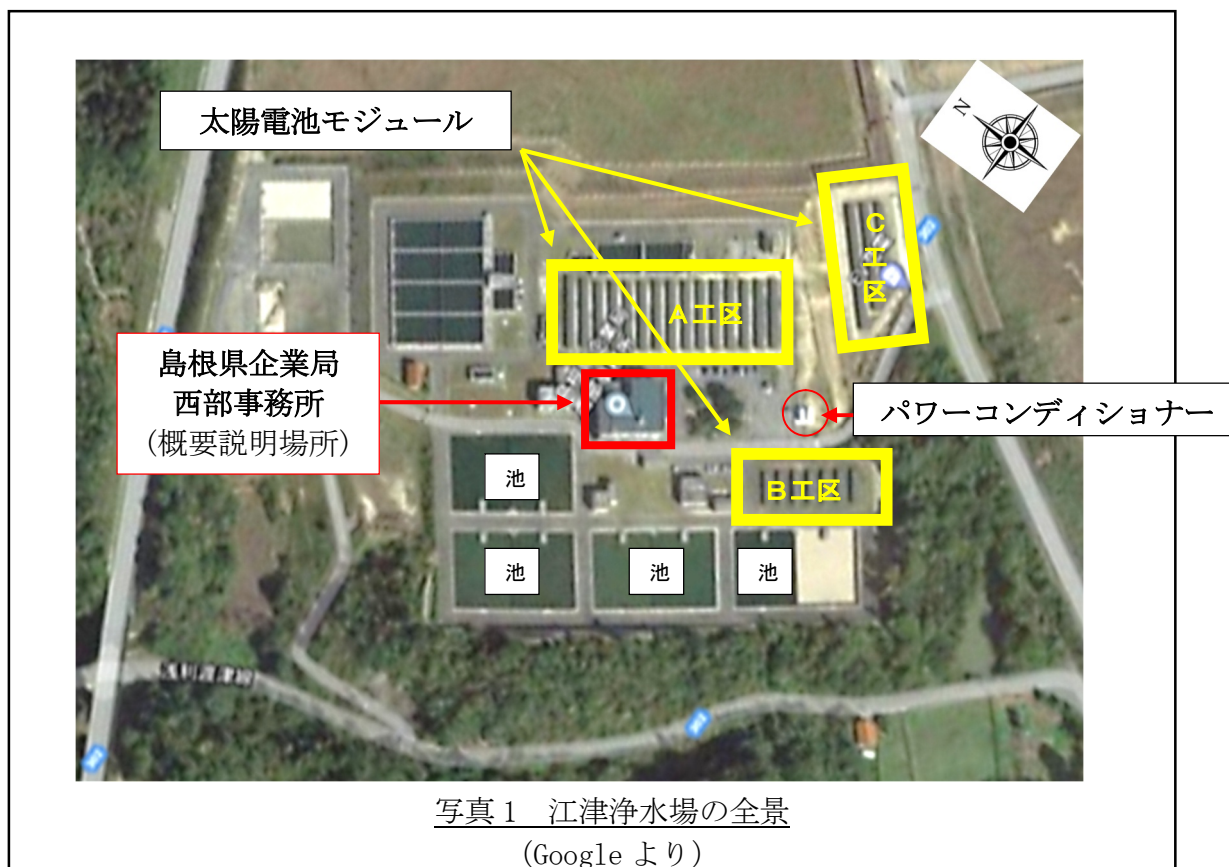 太陽電池モジュール
N
C工区
A工区
島根県企業局
西部事務所
(概要説明場所)
パワーコンディショナー
B工区
池
池
池
池
写真1 江津浄水場の全景
(Google より)